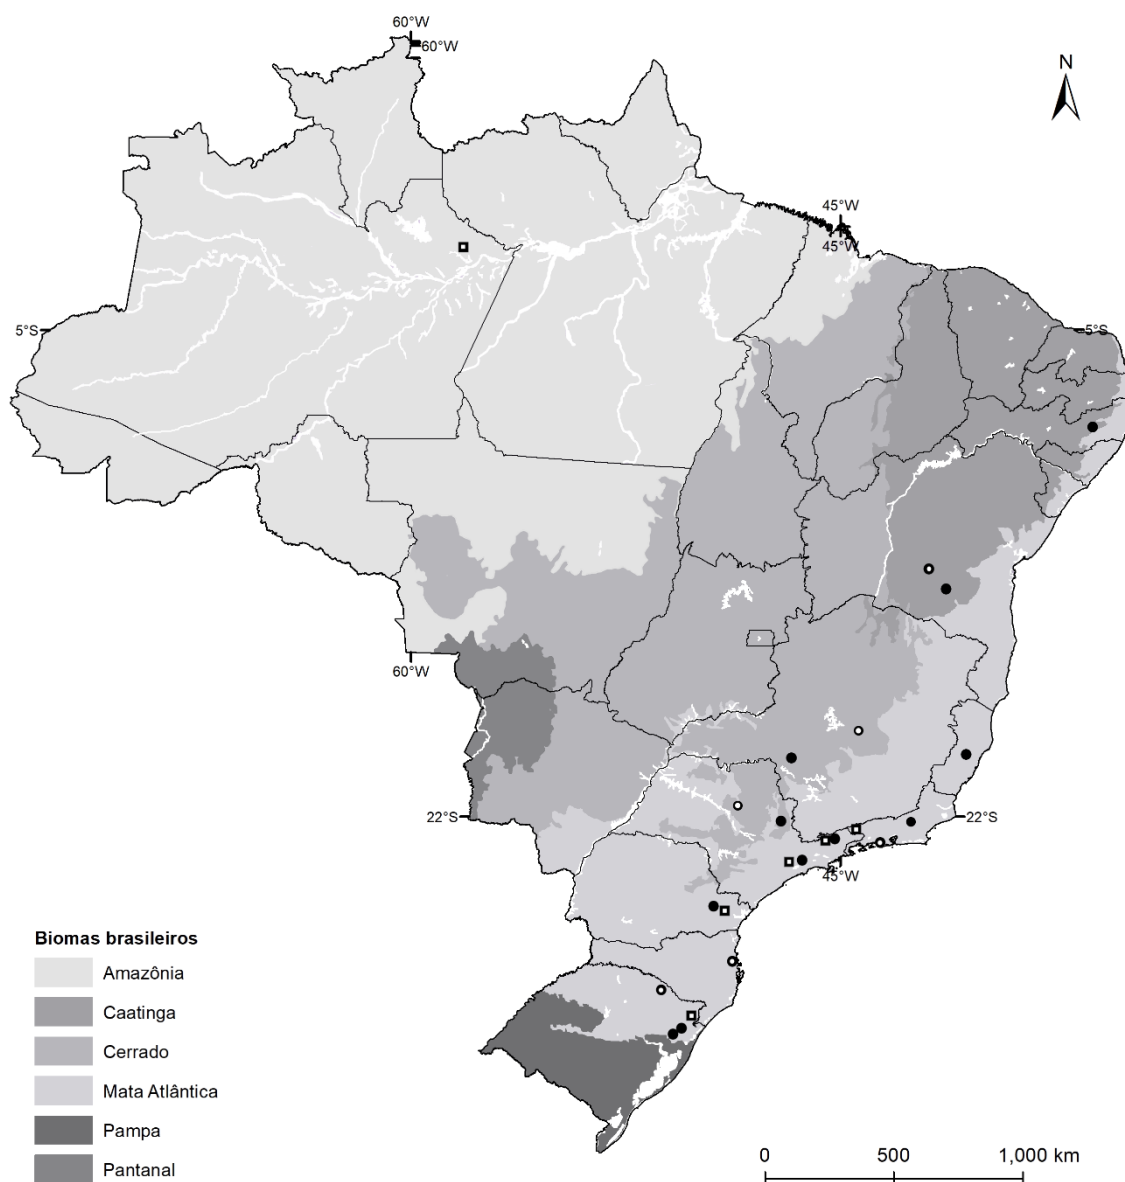 60°W
60°W
N
45°W
45°W
5°S
5°S
60°W
22°S
22°S
45°W
Biomas brasileiros
Amazônia
Caatinga
Cerrado
Mata Atlântica
Pampa
Pantanal
0 500 1,000 km